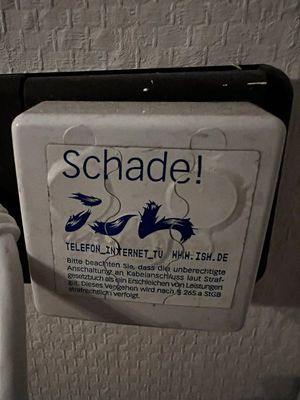 Schade!
ish
TELEFON_INTERNET_TV WWW.ISH.DE
Bitte beachten sie, dass die unberechtigte
Anschaltung an Kabelanschluss laut Straf-
gesetzbuch als ein Erschleichen von Leistungen
gilt. Dieses Vergehen wird nach § 265 a StGB
strafrechtlich verfolgt.